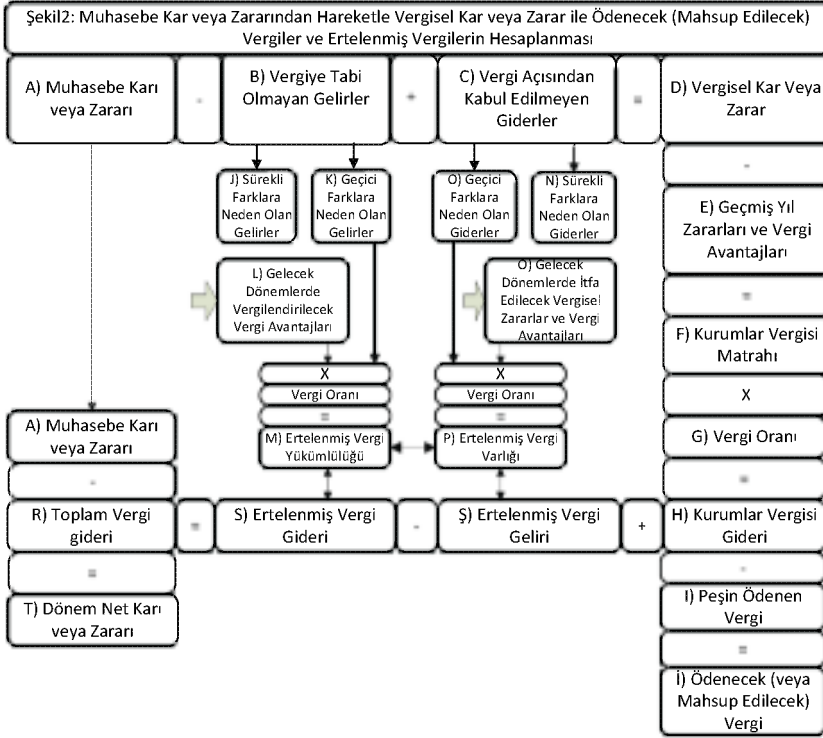 Şekil2: Muhasebe Kar veya Zararından Hareketle Vergisel Kar veya Zarar ile Ödenecek (Mahsup Edilecek)
Vergiler ve Ertelenmiş Vergilerin Hesaplanması
A) Muhasebe Karı
veya Zararı
-
B) Vergiye Tabi
Olmayan Gelirler
+
C) Vergi Açısından
Kabul Edilmeyen
Giderler
=
D) Vergisel Kar Veya
Zarar
J) Sürekli
Farklara
Neden Olan
Gelirler
K) Geçici
Farklara
Neden Olan
Gelirler
O) Geçici
Farklara
Neden Olan
Giderler
N) Sürekli
Farklara
Neden Olan
Giderler
-
E) Geçmiş Yıl
Zararları ve Vergi
Avantajları
L) Gelecek
Dönemlerde
Vergilendirilecek
Vergi Avantajları
O) Gelecek
Dönemlerde İtfa
Edilecek Vergisel
Zararlar ve Vergi
Avantajları
=
F) Kurumlar Vergisi
Matrahı
X
Vergi Oranı
=
M) Ertelenmiş Vergi
Yükümlülüğü
X
Vergi Oranı
=
P) Ertelenmiş Vergi
Varlığı
X
G) Vergi Oranı
=
A) Muhasebe Karı
veya Zararı
-
R) Toplam Vergi
gideri
=
S) Ertelenmiş Vergi
Gideri
-
Ş) Ertelenmiş Vergi
Geliri
+
H) Kurumlar Vergisi
Gideri
=
T) Dönem Net Karı
veya Zararı
-
I) Peşin Ödenen
Vergi
=
İ) Ödenecek (veya
Mahsup Edilecek)
Vergi